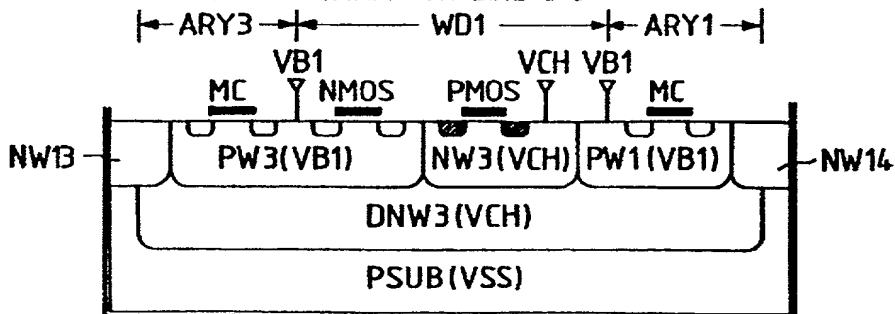 ARY3 WD1 ARY1
VB1 VCH VB1
MC NMOS PMOS MC
NW13 PW3(VB1) NW3(VCH) PW1(VB1) NW14
DNW3(VCH)
PSUB(VSS)